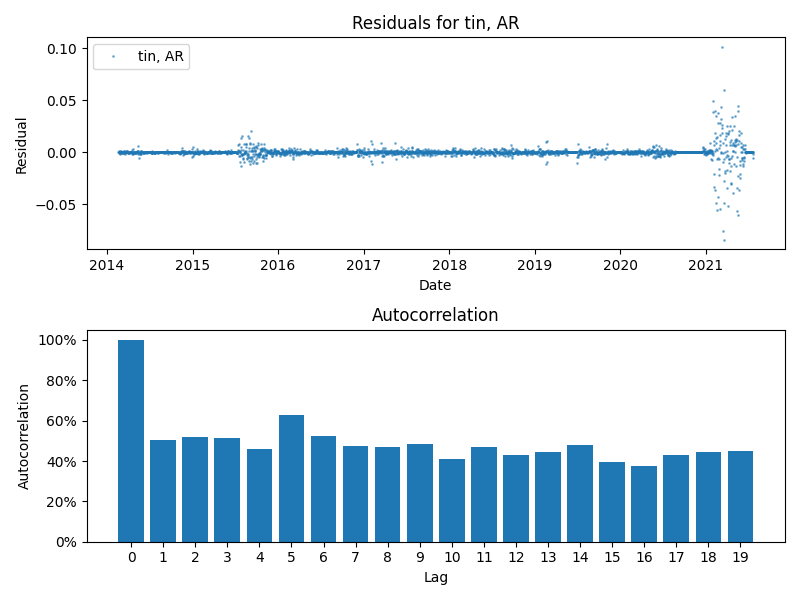 Residuals for tin, AR
tin, AR
0.10
0.05
0.00
−0.05
Residual
2014 2015 2016 2017 2018 2019 2020 2021
Date
Autocorrelation
100%
80%
60%
40%
20%
0%
Autocorrelation
0 1 2 3 4 5 6 7 8 9 10 11 12 13 14 15 16 17 18 19
Lag